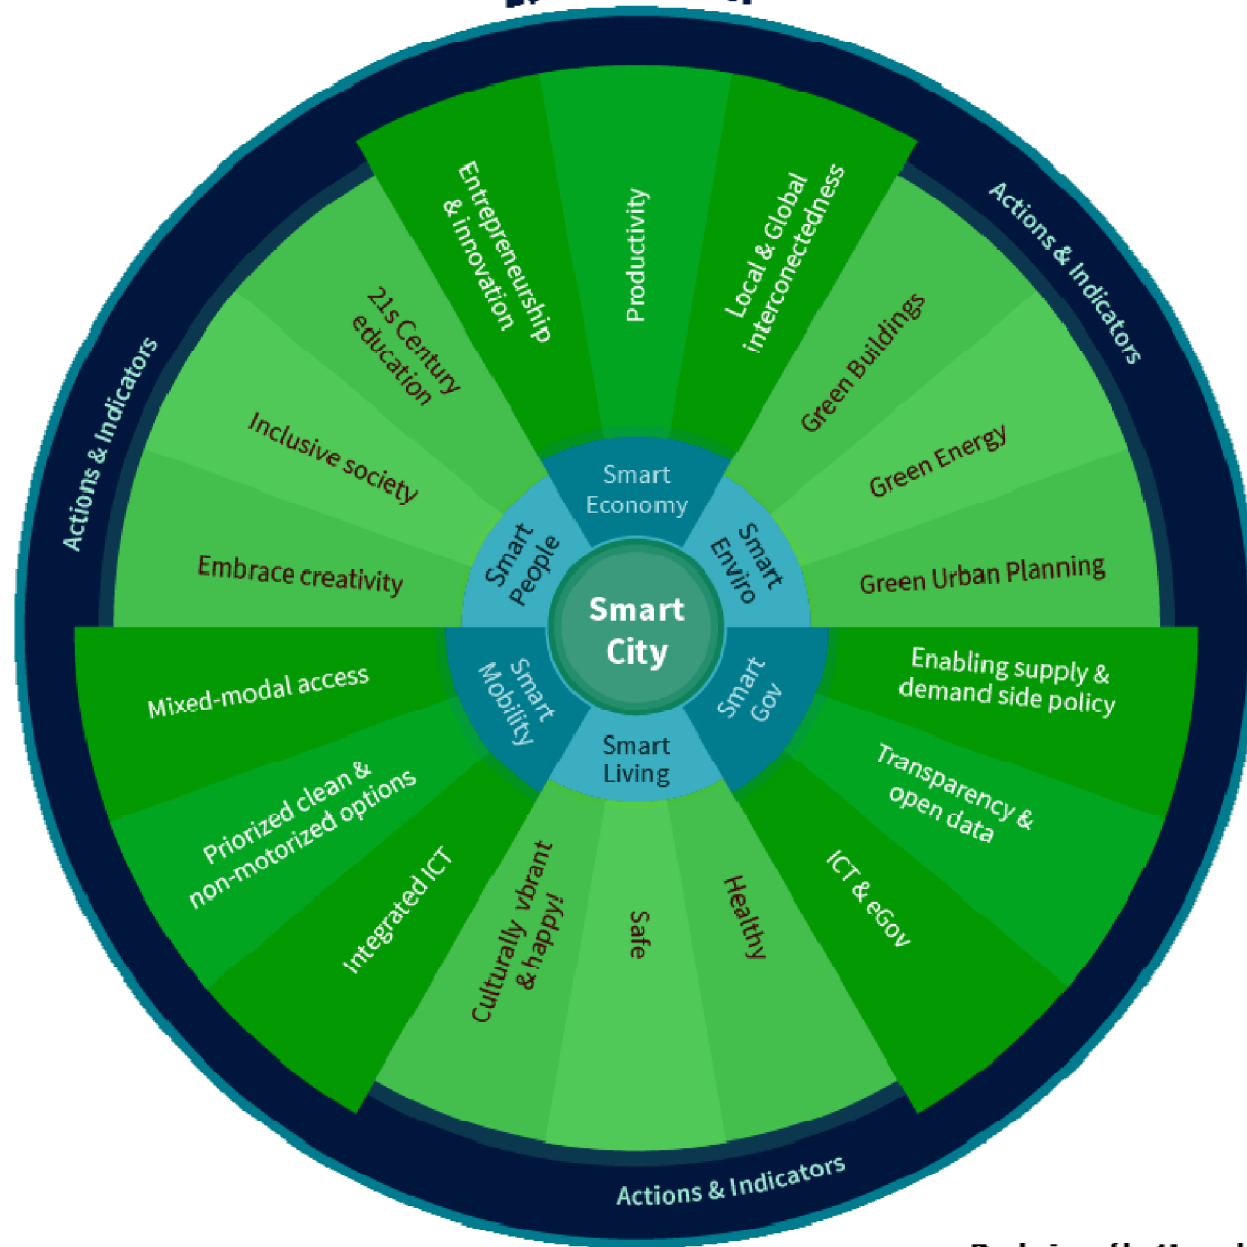 Entrepreneurship
& innovation
Productivity
Local & Global
interconectedness
Actions & Indicators
Green Buildings
Green Energy
Green Urban Planning
Enabling supply &
demand side policy
Transparency &
open data
ICT & eGov
Healthy
Safe
Culturally vibrant
& happy!
Integrated ICT
Priorized clean &
non-motorized options
Mixed-modal access
Embrace creativity
Inclusive society
21s Century
education
Actions & Indicators
Smart
Economy
Smart
Enviro
Smart
Gov
Smart
Living
Smart
Mobility
Smart
People
Smart
City
Actions & Indicators